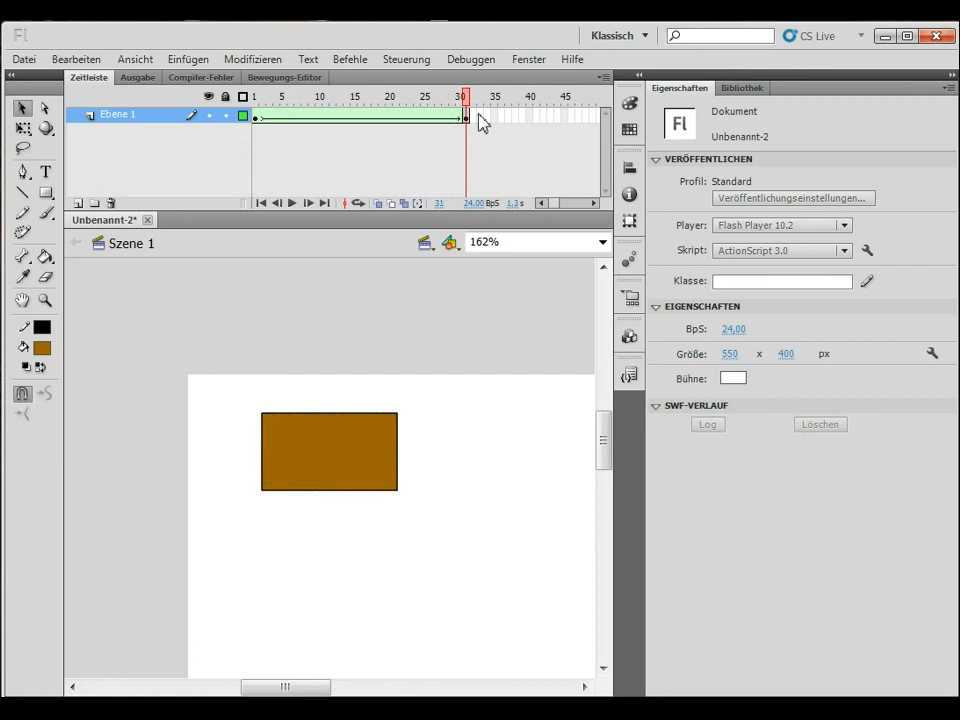 Fl
Klassisch
CS Live
Datei Bearbeiten Ansicht Einfügen Modifizieren Text Befehle Steuerung Debuggen Fenster Hilfe
Zeitleiste Ausgabe Compiler-Fehler Bewegungs-Editor
1 5 10 15 20 25 30 35 40 45
Ebene 1
31 24.00 BpS 1.3 s
Unbenannt-2*
Szene 1
162%
T
Eigenschaften Bibliothek
Fl
Dokument
Unbenannt-2
VERÖFFENTLICHEN
Profil: Standard
Veröffentlichungseinstellungen...
Player: Flash Player 10.2
Skript: ActionScript 3.0
Klasse:
EIGENSCHAFTEN
BpS: 24,00
Größe: 550 x 400 px
Bühne:
SWF-VERLAUF
Log Löschen